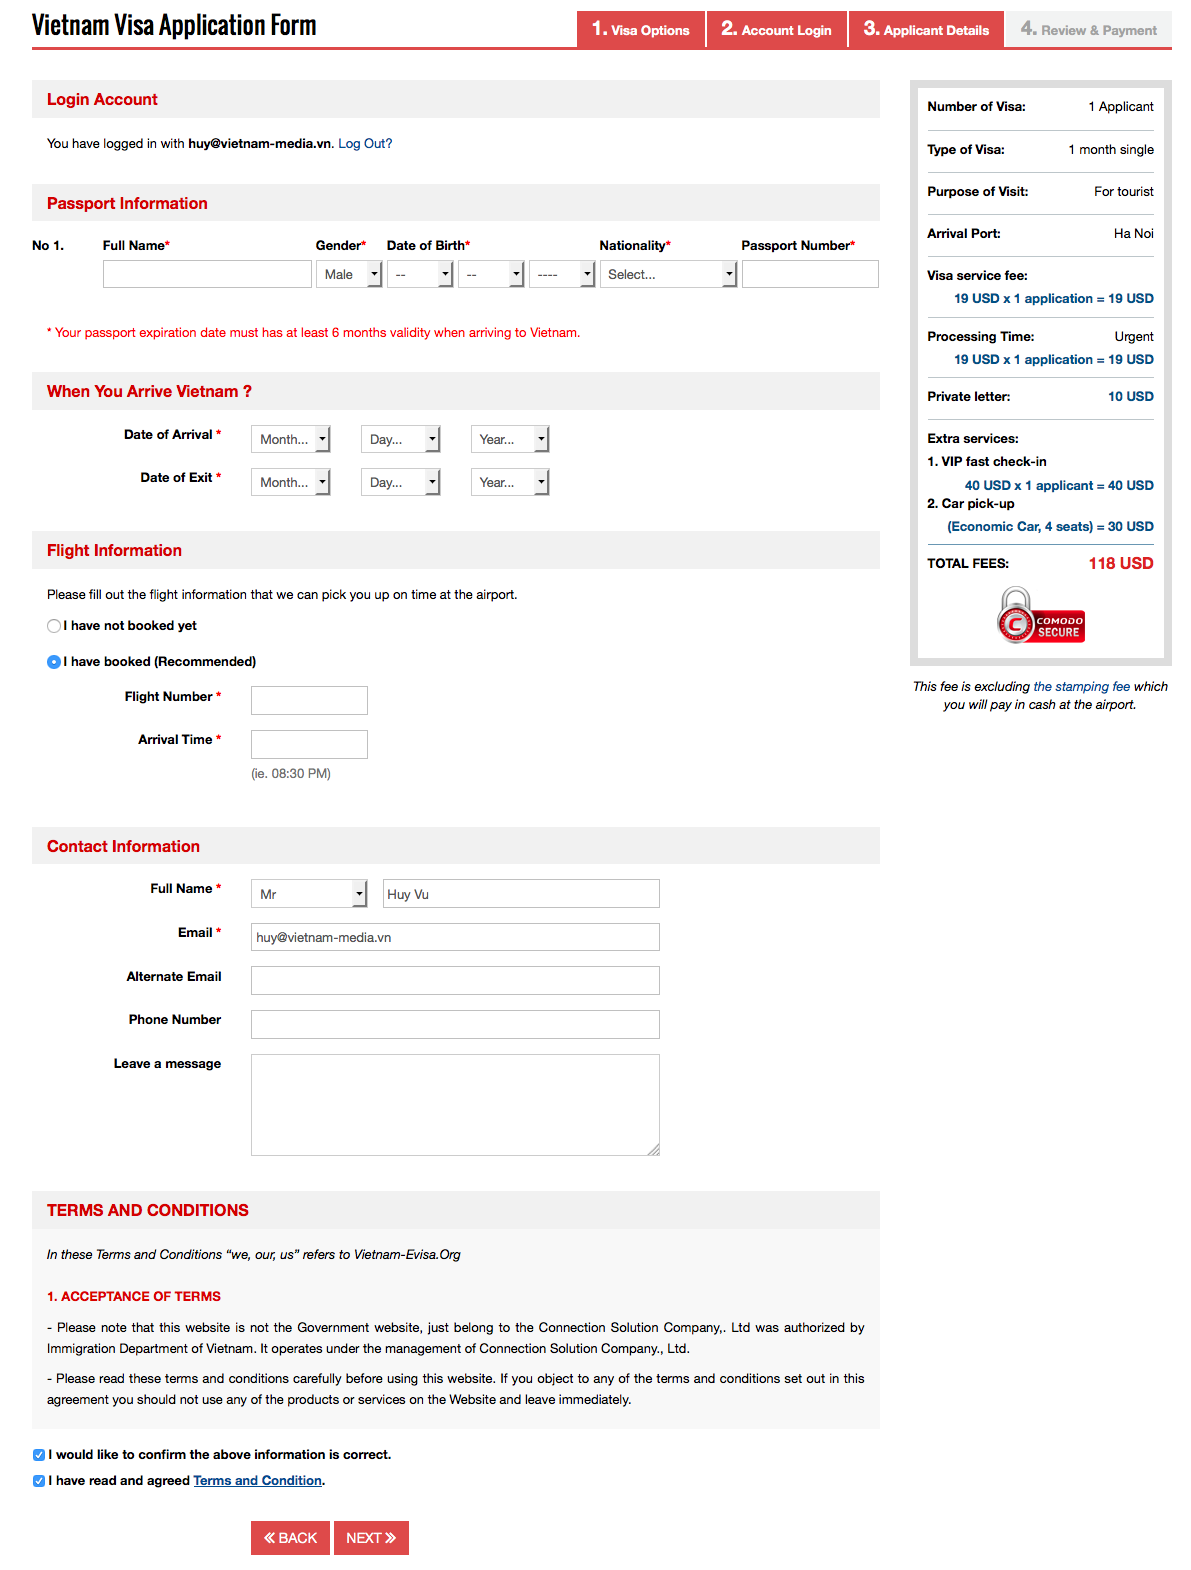 Vietnam Visa Application Form
1. Visa Options
2. Account Login
3. Applicant Details
4. Review & Payment
Login Account
You have logged in with huy@vietnam-media.vn. Log Out?
Passport Information
No 1. Full Name* Gender* Date of Birth* Nationality* Passport Number*
Male -- -- ---- Select...
* Your passport expiration date must has at least 6 months validity when arriving to Vietnam.
When You Arrive Vietnam ?
Date of Arrival * Month... Day... Year...
Date of Exit * Month... Day... Year...
Flight Information
Please fill out the flight information that we can pick you up on time at the airport.
I have not booked yet
I have booked (Recommended)
Flight Number *
Arrival Time *
(ie. 08:30 PM)
Contact Information
Full Name * Mr Huy Vu
Email * huy@vietnam-media.vn
Alternate Email
Phone Number
Leave a message
TERMS AND CONDITIONS
In these Terms and Conditions “we, our, us” refers to Vietnam-Evisa.Org
1. ACCEPTANCE OF TERMS
- Please note that this website is not the Government website, just belong to the Connection Solution Company,. Ltd was authorized by
Immigration Department of Vietnam. It operates under the management of Connection Solution Company., Ltd.
- Please read these terms and conditions carefully before using this website. If you object to any of the terms and conditions set out in this
agreement you should not use any of the products or services on the Website and leave immediately.
I would like to confirm the above information is correct.
I have read and agreed Terms and Condition.
« BACK
NEXT »
Number of Visa: 1 Applicant
Type of Visa: 1 month single
Purpose of Visit: For tourist
Arrival Port: Ha Noi
Visa service fee:
19 USD x 1 application = 19 USD
Processing Time: Urgent
19 USD x 1 application = 19 USD
Private letter: 10 USD
Extra services:
1. VIP fast check-in
40 USD x 1 applicant = 40 USD
2. Car pick-up
(Economic Car, 4 seats) = 30 USD
TOTAL FEES: 118 USD
C COMODO
SECURE
This fee is excluding the stamping fee which
you will pay in cash at the airport.